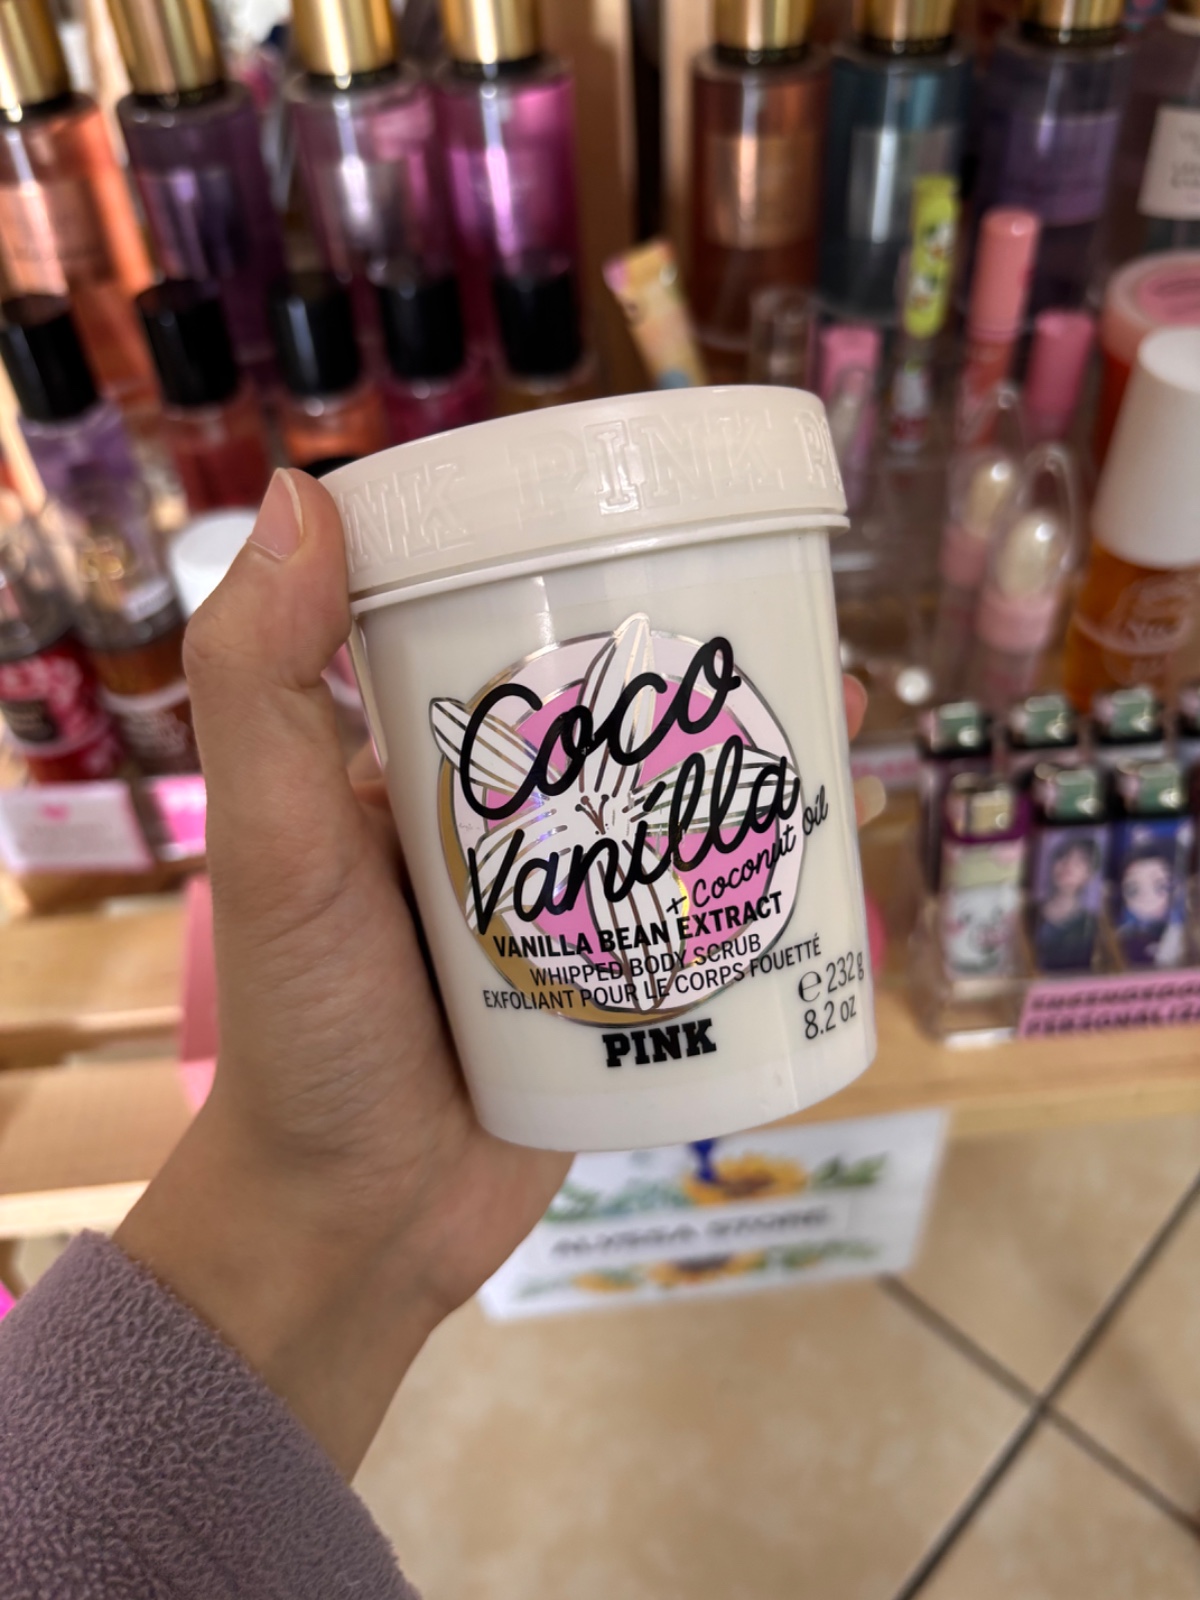 PINK
Coco
Vanilla
+ Coconut oil
VANILLA BEAN EXTRACT
WHIPPED BODY SCRUB
EXFOLIANT POUR LE CORPS FOUETTÉ
℮ 232 g
8.2 oz
PINK